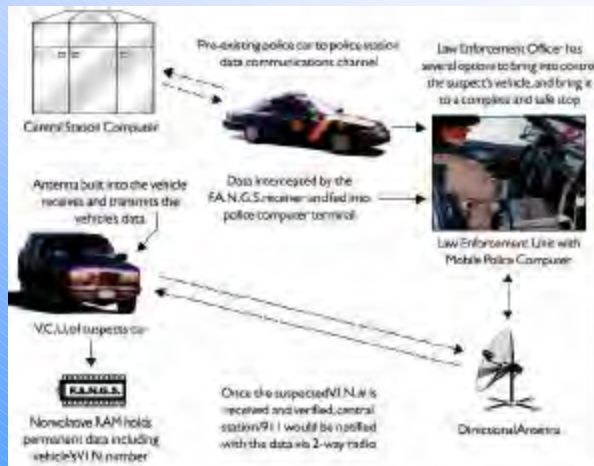 Pre-existing police car to police station
data communications channel
Law Enforcement Officer has
several options to bring into control
the suspect's vehicle, and bring it
to a complete and safe stop
Central Station Computer
Antenna built into the vehicle
receives and transmits the
vehicle's data.
Data intercepted by the
F.A.N.G.S. receiver and fed into
police computer terminal
Law Enforcement Unit with
Mobile Police Computer
V.C.U. of suspects car
F.A.N.G.S.
Nonvolative RAM holds
permanent data including
vehicle's V.I.N. number
Once the suspected V.I.N. # is
received and verified, central
station/911 would be notified
with the data via 2-way radio
Directional Antenna